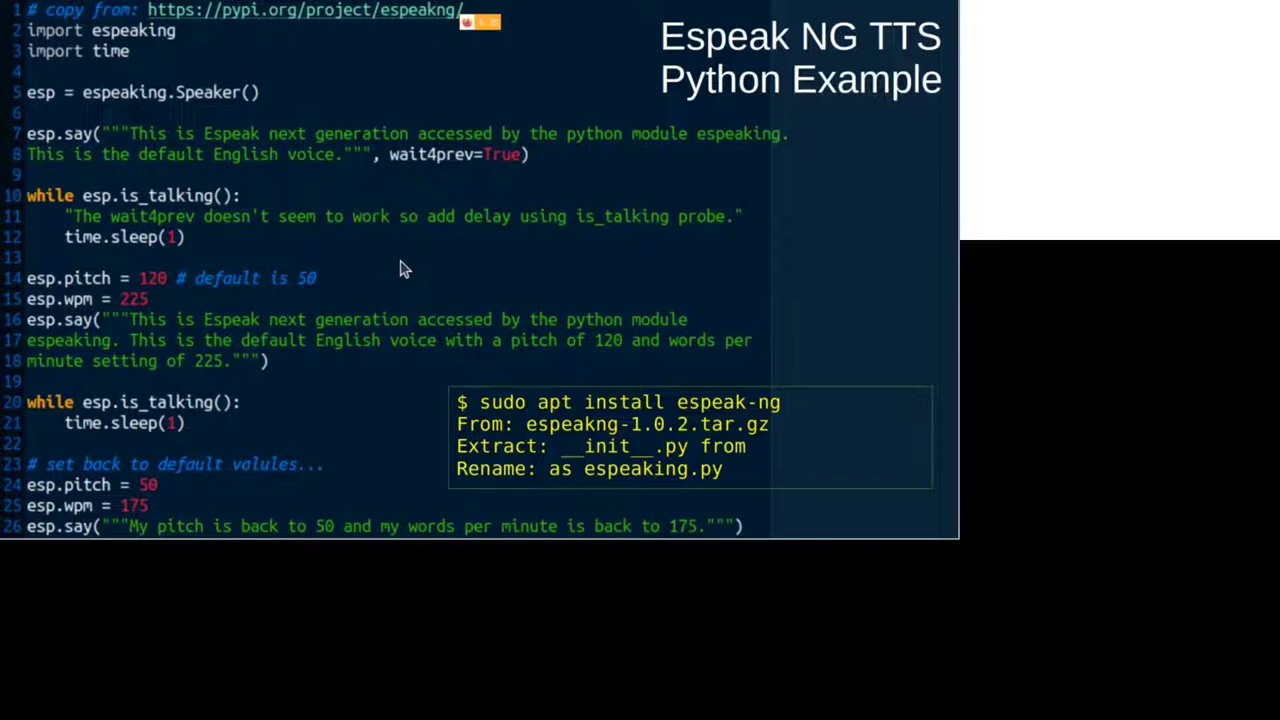 1 # copy from: https://pypi.org/project/espeakng/
2 import espeaking
3 import time
4
5 esp = espeaking.Speaker()
6
7 esp.say("""This is Espeak next generation accessed by the python module espeaking.
8 This is the default English voice.""", wait4prev=True)
9
10 while esp.is_talking():
11     "The wait4prev doesn't seem to work so add delay using is_talking probe."
12     time.sleep(1)
13
14 esp.pitch = 120 # default is 50
15 esp.wpm = 225
16 esp.say("""This is Espeak next generation accessed by the python module
17 espeaking. This is the default English voice with a pitch of 120 and words per
18 minute setting of 225.""")
19
20 while esp.is_talking():
21     time.sleep(1)
22
23 # set back to default valules...
24 esp.pitch = 50
25 esp.wpm = 175
26 esp.say("""My pitch is back to 50 and my words per minute is back to 175.""")
Espeak NG TTS
Python Example
$ sudo apt install espeak-ng
From: espeakng-1.0.2.tar.gz
Extract: __init__.py from
Rename: as espeaking.py